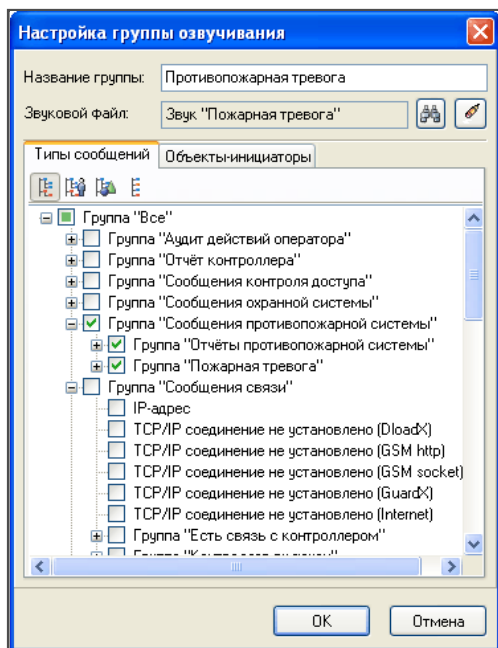 Настройка группы озвучивания
Название группы: Противопожарная тревога
Звуковой файл: Звук "Пожарная тревога"
Типы сообщений Объекты-инициаторы
Группа "Все"
Группа "Аудит действий оператора"
Группа "Отчёт контроллера"
Группа "Сообщения контроля доступа"
Группа "Сообщения охранной системы"
Группа "Сообщения противопожарной системы"
Группа "Отчёты противопожарной системы"
Группа "Пожарная тревога"
Группа "Сообщения связи"
IP-адрес
TCP/IP соединение не установлено (DloadX)
TCP/IP соединение не установлено (GSM http)
TCP/IP соединение не установлено (GSM socket)
TCP/IP соединение не установлено (GuardX)
TCP/IP соединение не установлено (Internet)
Группа "Есть связь с контроллером"
OK Отмена